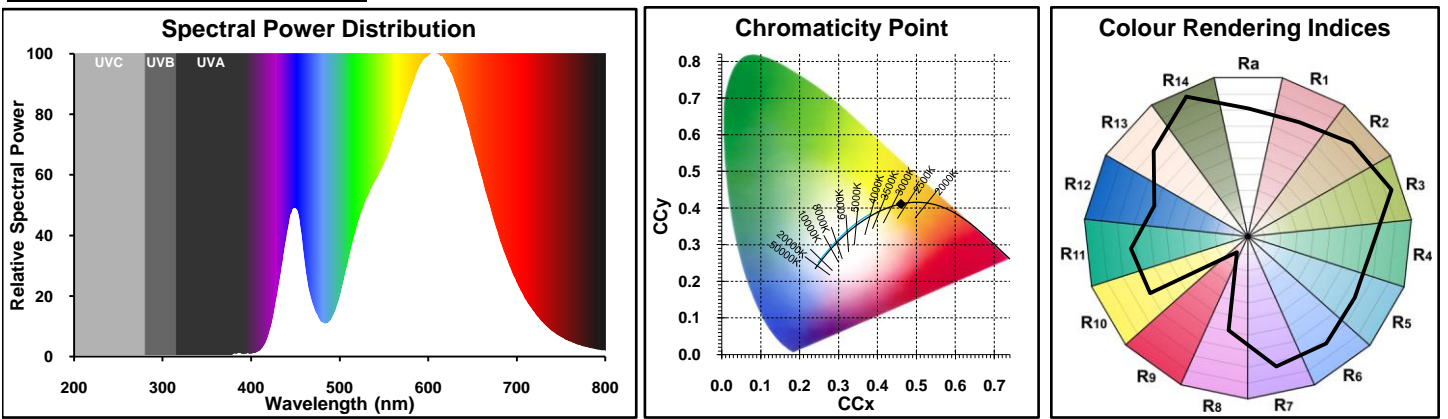 Spectral Power Distribution
UVC UVB UVA
Relative Spectral Power
100
80
60
40
20
0
200 300 400 500 600 700 800
Wavelength (nm)
Chromaticity Point
CCy
0.8
0.7
0.6
0.5
0.4
0.3
0.2
0.1
0.0
50000K
20000K
10000K
8000K
6000K
5000K
4000K
3500K
3000K
2500K
2000K
0.0 0.1 0.2 0.3 0.4 0.5 0.6 0.7
CCx
Colour Rendering Indices
Ra
R1
R2
R3
R4
R5
R6
R7
R8
R9
R10
R11
R12
R13
R14